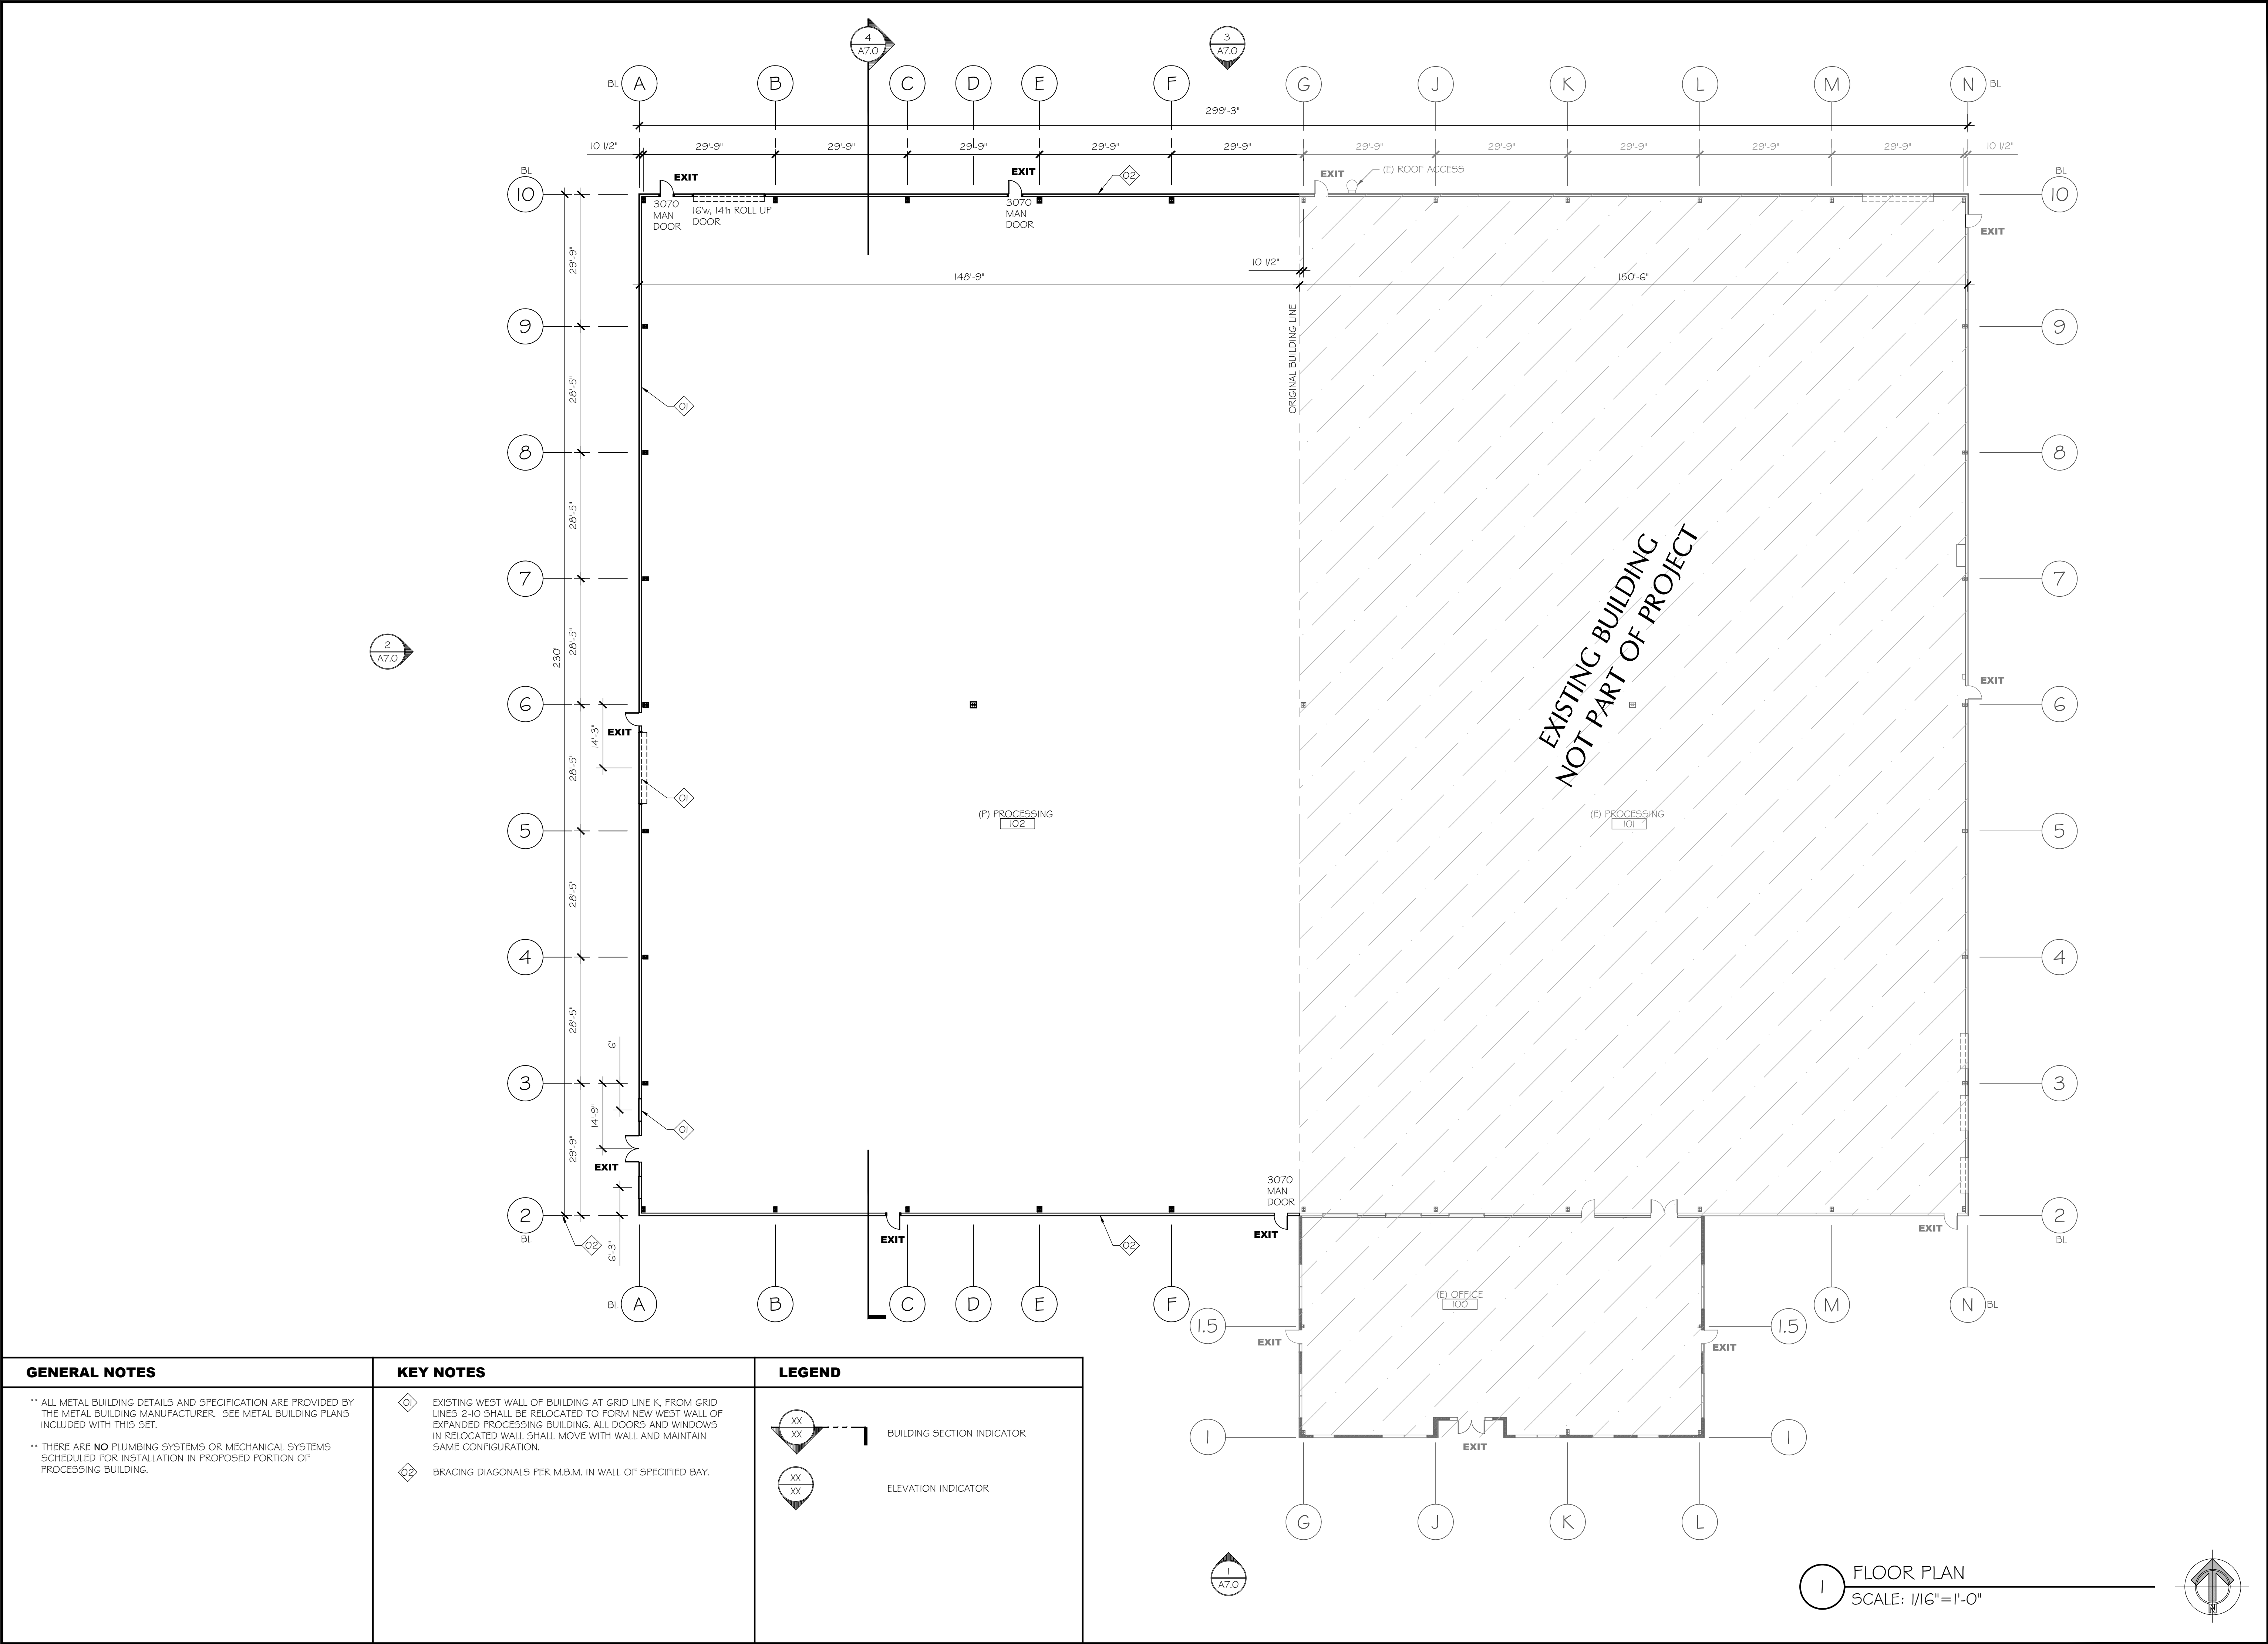 4
A7.0
3
A7.0
BL A B C D E F G J K L M N BL
299'-3"
10 1/2" 29'-9" 29'-9" 29'-9" 29'-9" 29'-9" 29'-9" 29'-9" 29'-9" 29'-9" 29'-9" 10 1/2"
BL
10
EXIT
EXIT
02
EXIT
(E) ROOF ACCESS
BL
10
3070
MAN
DOOR
16'w, 14'h ROLL UP
DOOR
3070
MAN
DOOR
EXIT
29'-9"
10 1/2"
148'-9"
150'-6"
ORIGINAL BUILDING LINE
9
9
28'-5"
01
8
8
28'-5"
7
7
EXISTING BUILDING
NOT PART OF PROJECT
2
A7.0
230'
28'-5"
EXIT
6
6
EXIT
14'-3"
28'-5"
01
(P) PROCESSING
102
(E) PROCESSING
101
5
5
28'-5"
4
4
28'-5"
6'
3
3
14'-9"
01
29'-9"
EXIT
3070
MAN
DOOR
2
BL
2
BL
02
6'-3"
EXIT
02
EXIT
EXIT
BL A B C D E F M N BL
(E) OFFICE
100
1.5
1.5
EXIT
EXIT
1
1
EXIT
G J K L
1
A7.0
GENERAL NOTES
** ALL METAL BUILDING DETAILS AND SPECIFICATION ARE PROVIDED BY
THE METAL BUILDING MANUFACTURER. SEE METAL BUILDING PLANS
INCLUDED WITH THIS SET.
** THERE ARE NO PLUMBING SYSTEMS OR MECHANICAL SYSTEMS
SCHEDULED FOR INSTALLATION IN PROPOSED PORTION OF
PROCESSING BUILDING.
KEY NOTES
01 EXISTING WEST WALL OF BUILDING AT GRID LINE K, FROM GRID
LINES 2-10 SHALL BE RELOCATED TO FORM NEW WEST WALL OF
EXPANDED PROCESSING BUILDING. ALL DOORS AND WINDOWS
IN RELOCATED WALL SHALL MOVE WITH WALL AND MAINTAIN
SAME CONFIGURATION.
02 BRACING DIAGONALS PER M.B.M. IN WALL OF SPECIFIED BAY.
LEGEND
XX
XX
BUILDING SECTION INDICATOR
XX
XX
ELEVATION INDICATOR
1
FLOOR PLAN
SCALE: 1/16"=1'-0"
N